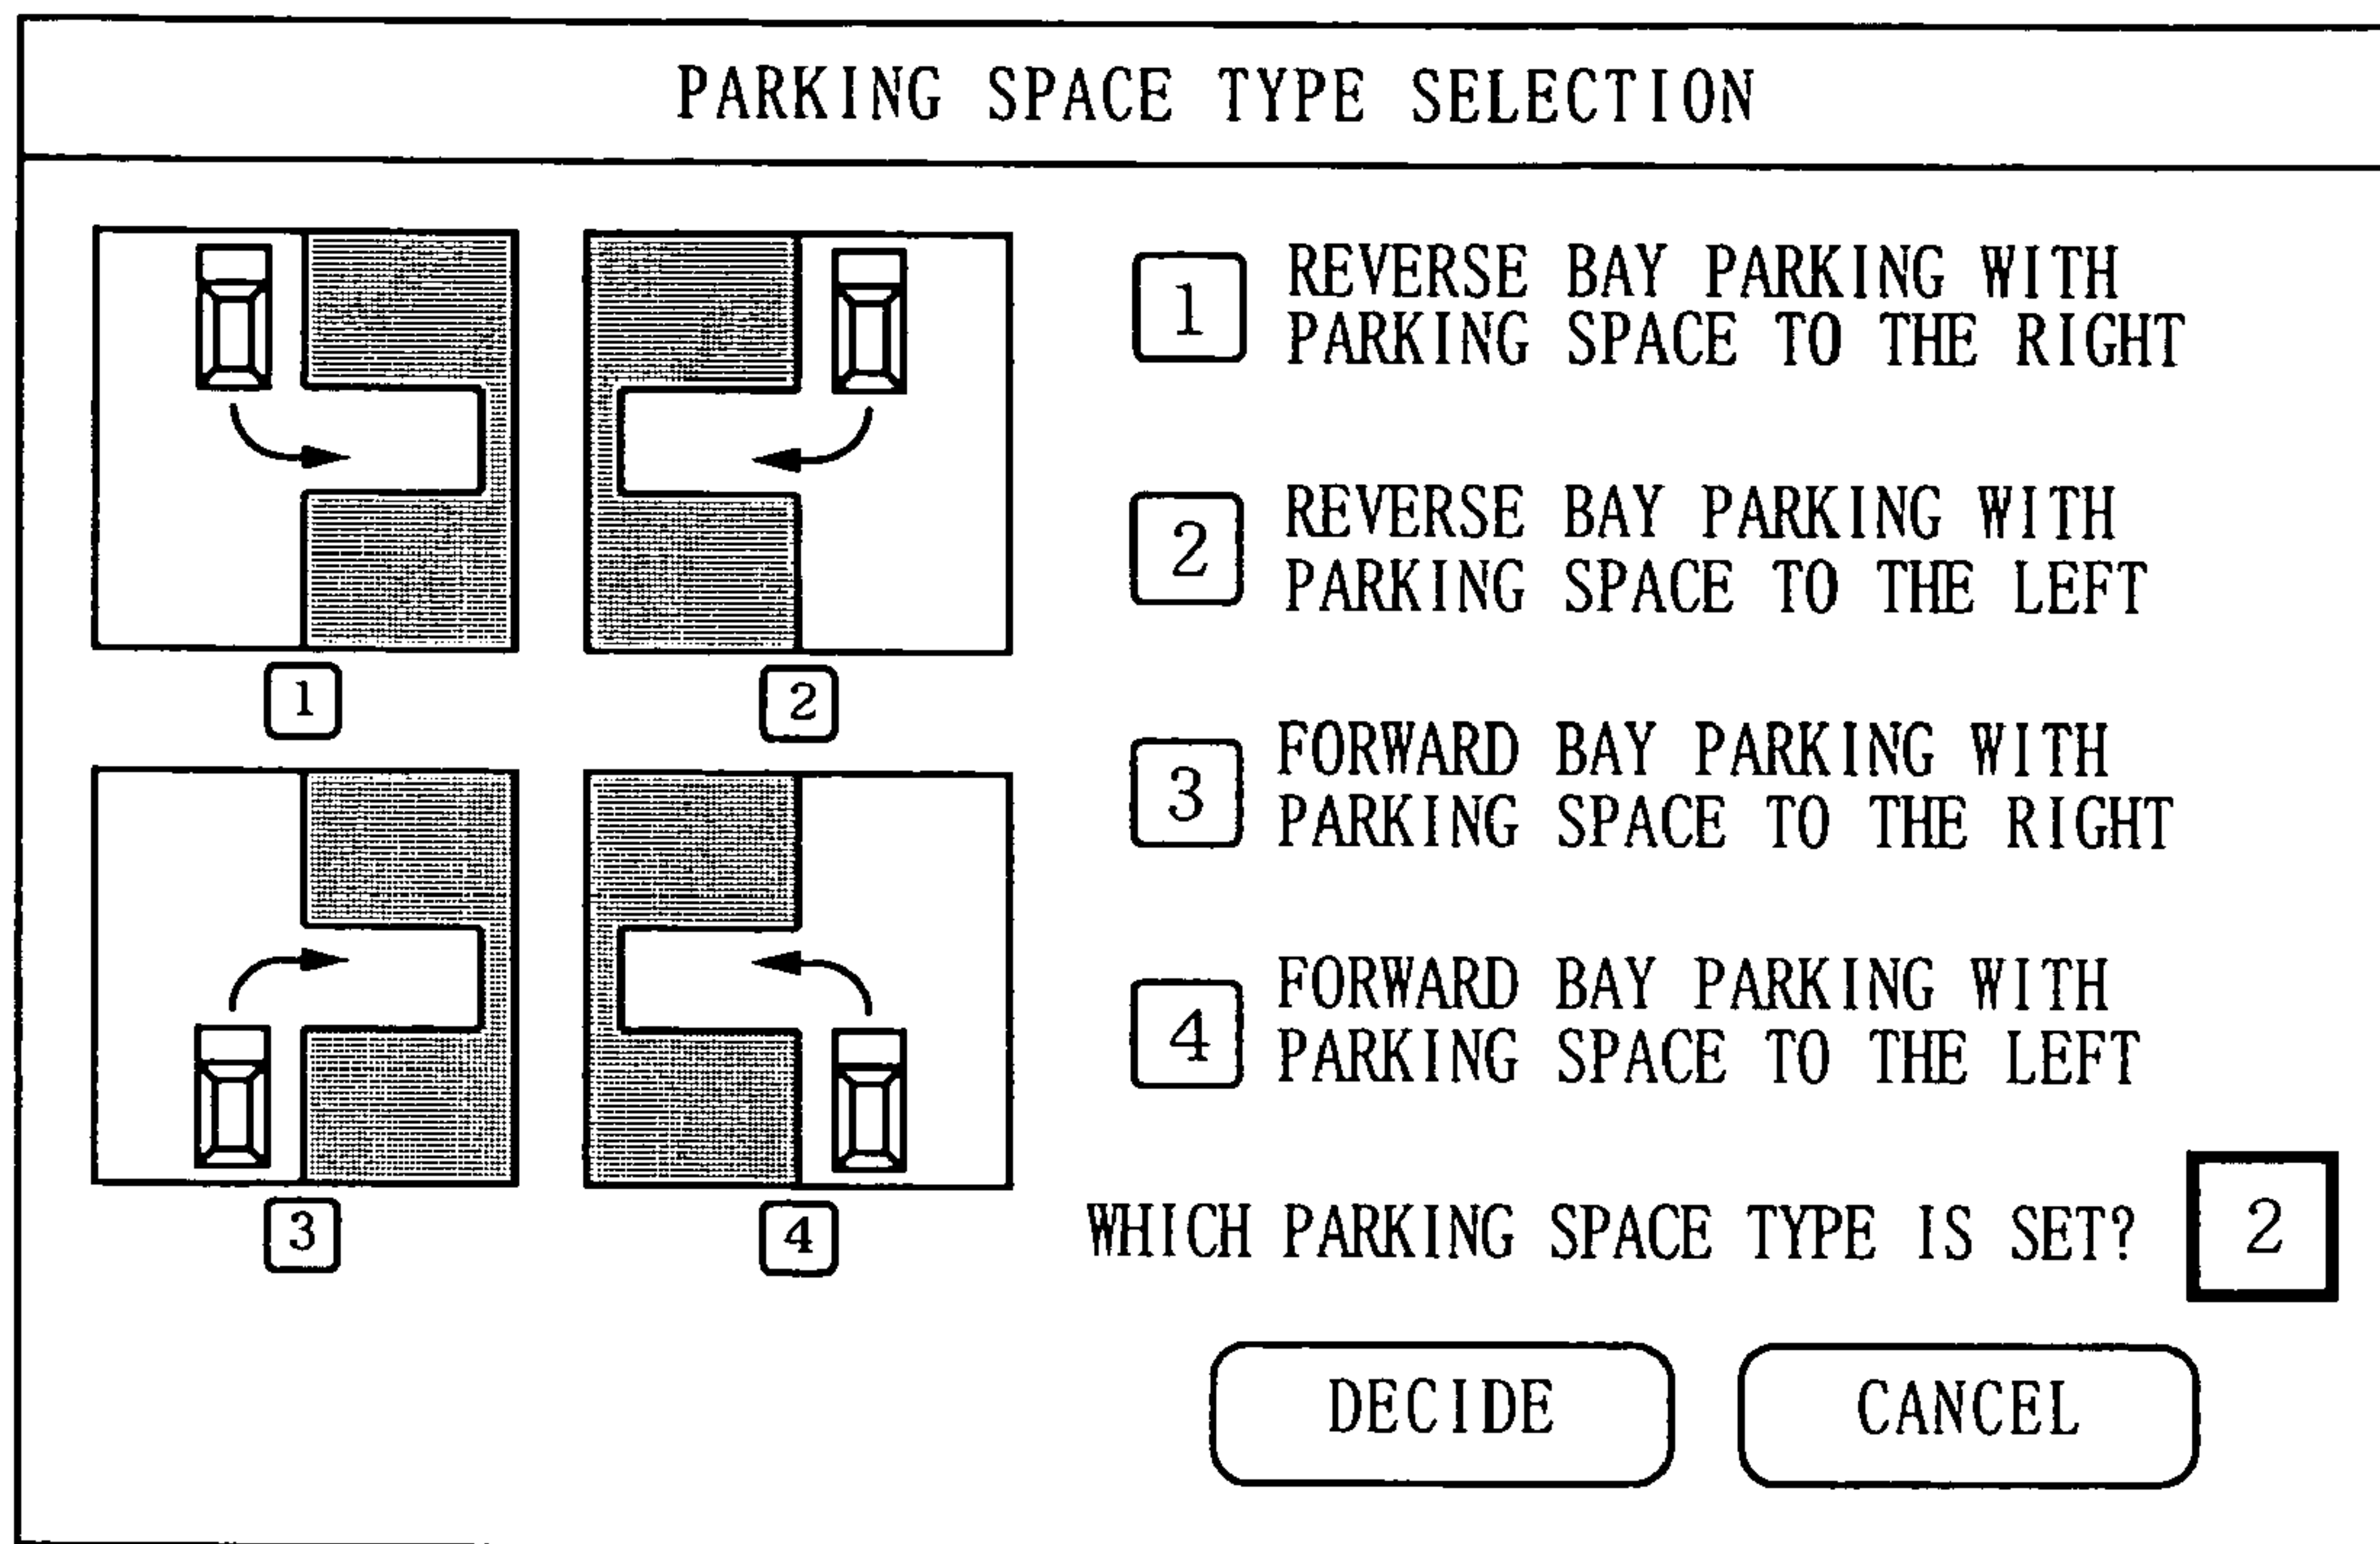 PARKING SPACE TYPE SELECTION
1
2
3
4
1 REVERSE BAY PARKING WITH
PARKING SPACE TO THE RIGHT
2 REVERSE BAY PARKING WITH
PARKING SPACE TO THE LEFT
3 FORWARD BAY PARKING WITH
PARKING SPACE TO THE RIGHT
4 FORWARD BAY PARKING WITH
PARKING SPACE TO THE LEFT
WHICH PARKING SPACE TYPE IS SET? 2
DECIDE CANCEL